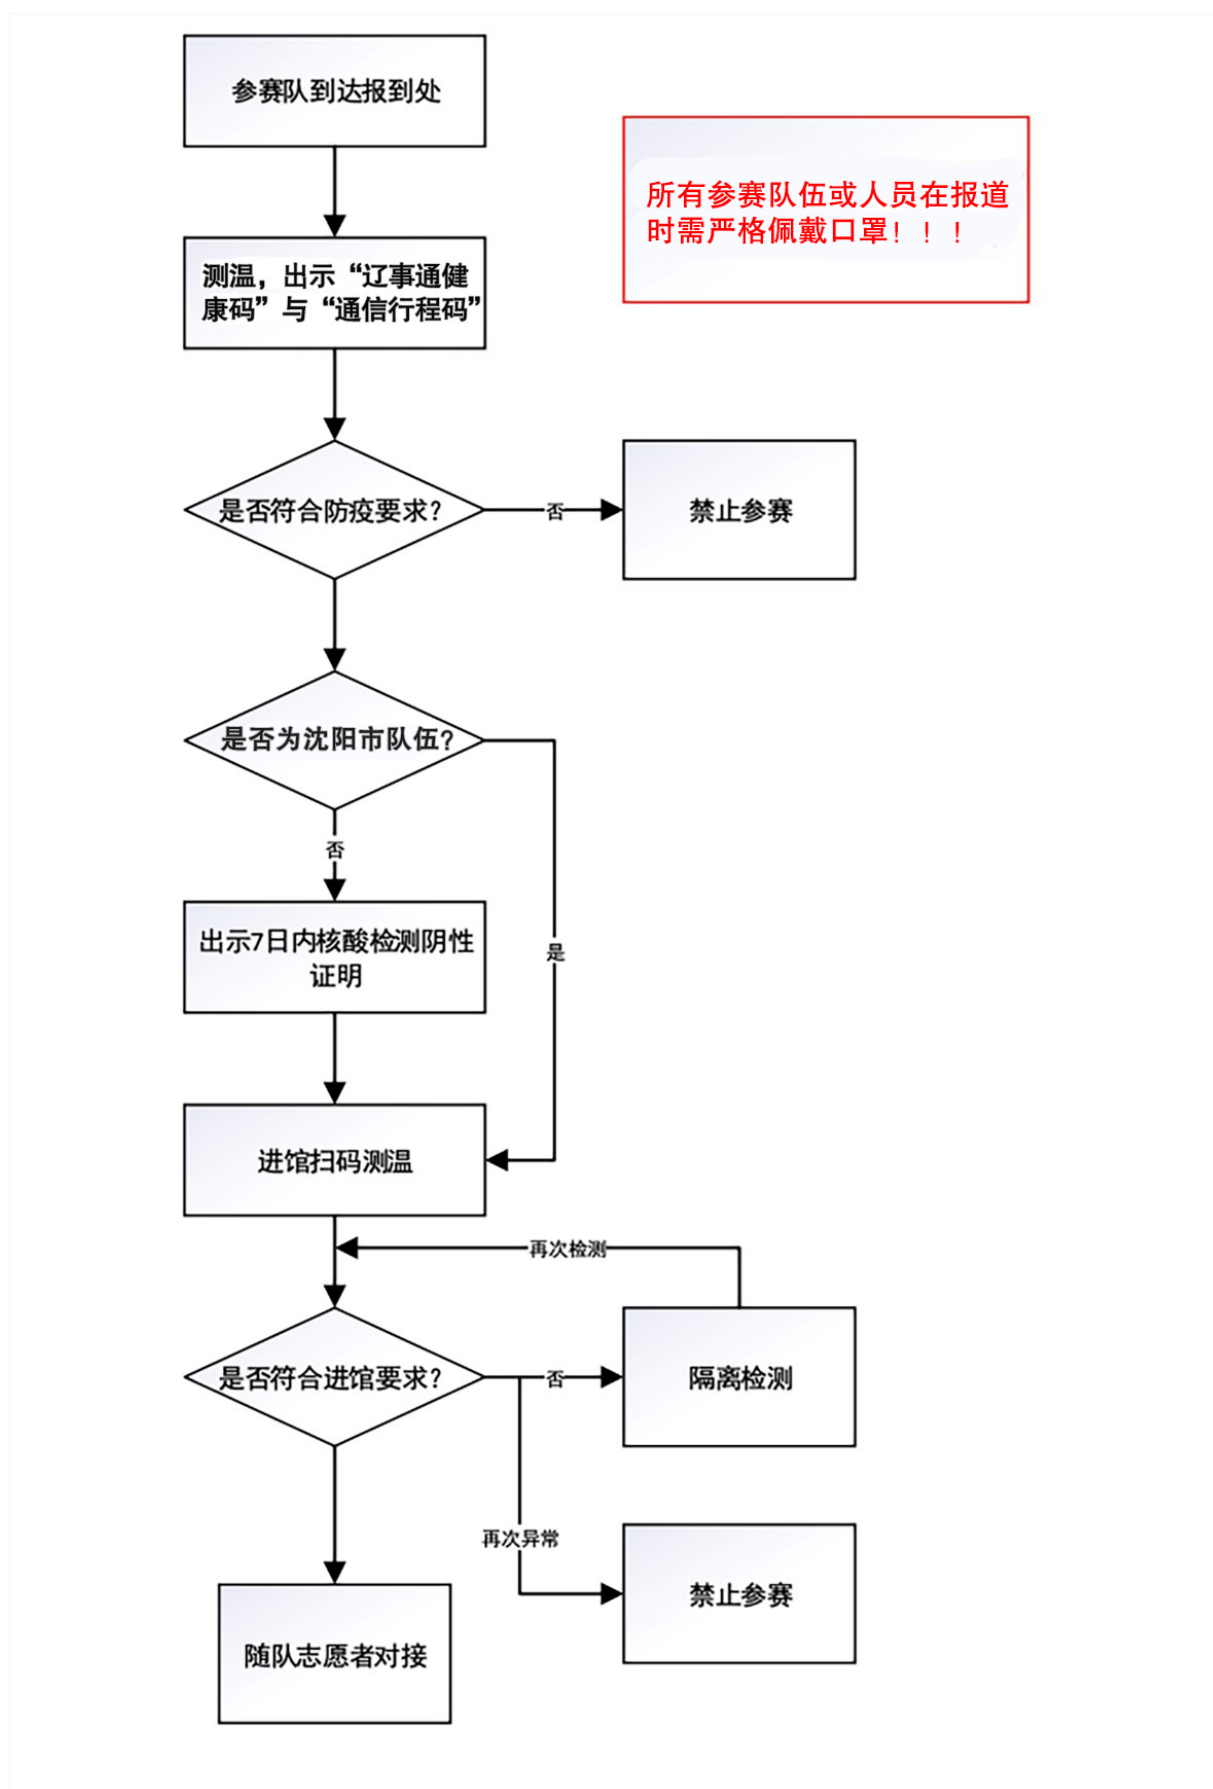 参赛队到达报到处
所有参赛队伍或人员在报道
时需严格佩戴口罩！！！
测温，出示“辽事通健
康码”与“通信行程码”
是否符合防疫要求？
否
禁止参赛
是否为沈阳市队伍？
否
出示7日内核酸检测阴性
证明
是
进馆扫码测温
再次检测
是否符合进馆要求？
否
隔离检测
再次异常
禁止参赛
随队志愿者对接